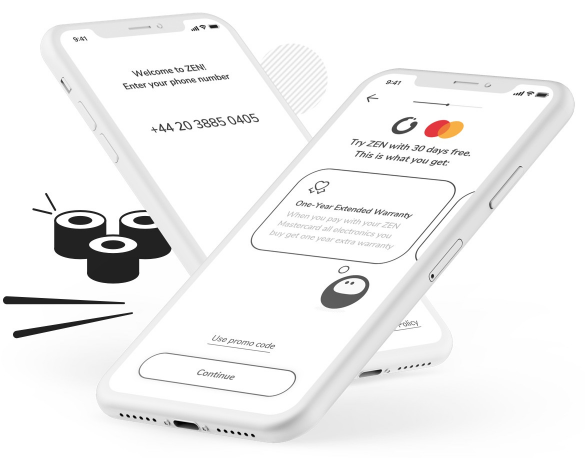 9:41
Welcome to ZEN!
Enter your phone number
+44 20 3885 0405
9:41
Try ZEN with 30 days free.
This is what you get:
One-Year Extended Warranty
When you pay with your ZEN
Mastercard all electronics you
buy get one year extra warranty
Use promo code
Continue
Policy